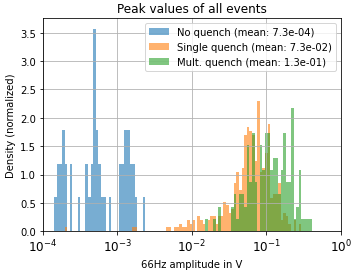 Peak values of all events
No quench (mean: 7.3e-04)
Single quench (mean: 7.3e-02)
Mult. quench (mean: 1.3e-01)
Density (normalized)
3.5
3.0
2.5
2.0
1.5
1.0
0.5
0.0
10⁻⁴ 10⁻³ 10⁻² 10⁻¹ 10⁰
66Hz amplitude in V